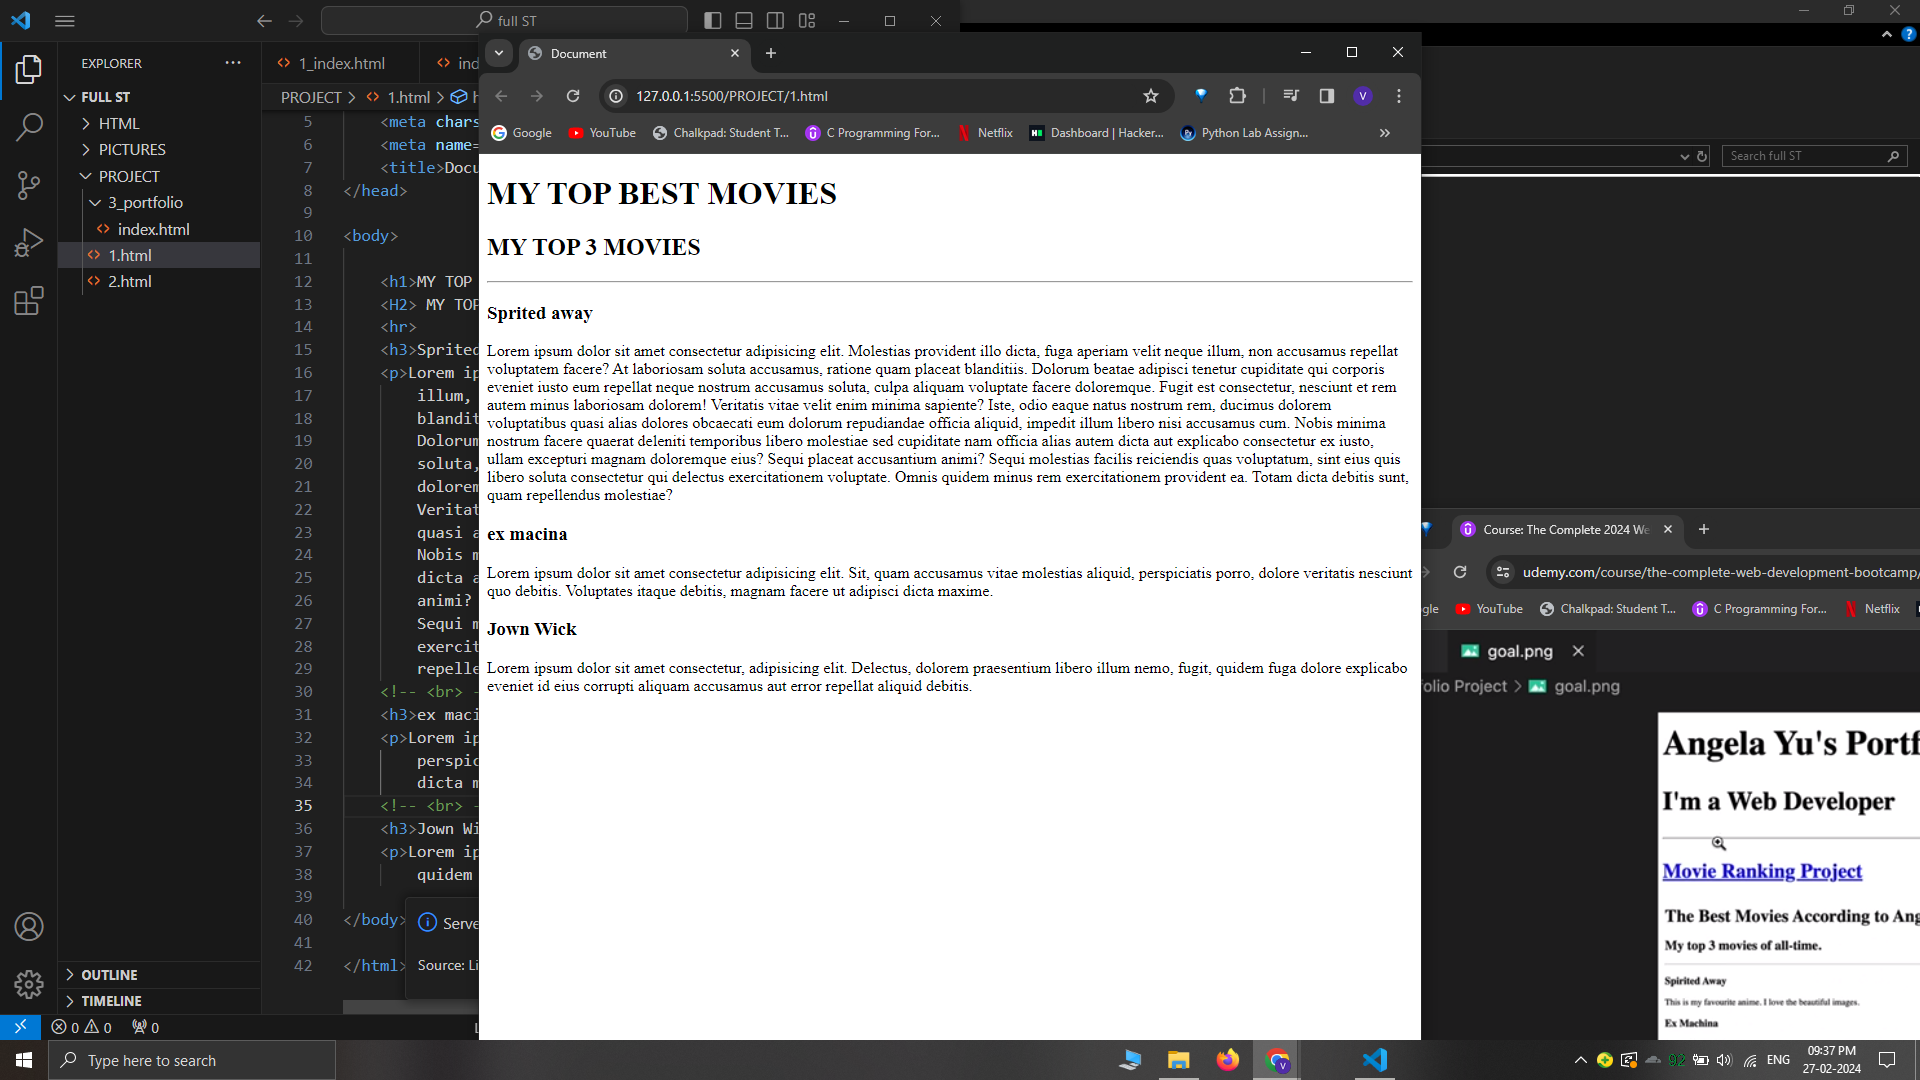 full ST
EXPLORER
FULL ST
HTML
PICTURES
PROJECT
3_portfolio
index.html
1.html
2.html
OUTLINE
TIMELINE
0 0 0
1_index.html
ind
PROJECT > 1.html > h
5 <meta chars
6 <meta name=
7 <title>Docu
8 </head>
9
10 <body>
11
12 <h1>MY TOP
13 <H2> MY TOP
14 <hr>
15 <h3>Sprited
16 <p>Lorem ip
17 illum,
18 blandit
19 Dolorum
20 soluta,
21 dolorem
22 Veritat
23 quasi a
24 Nobis m
25 dicta a
26 animi?
27 Sequi m
28 exercit
29 repelle
30 <!-- <br> -
31 <h3>ex maci
32 <p>Lorem ip
33 perspic
34 dicta m
35 <!-- <br> -
36 <h3>Jown Wi
37 <p>Lorem ip
38 quidem
39
40 </body>
41
42 </html>
Serve
Source: Li
Document
127.0.0.1:5500/PROJECT/1.html
V
Google YouTube Chalkpad: Student T... C Programming For... Netflix Dashboard | Hacker... Python Lab Assign... »
MY TOP BEST MOVIES
MY TOP 3 MOVIES
Sprited away
Lorem ipsum dolor sit amet consectetur adipisicing elit. Molestias provident illo dicta, fuga aperiam velit neque illum, non accusamus repellat
voluptatem facere? At laboriosam soluta accusamus, ratione quam placeat blanditiis. Dolorum beatae adipisci tenetur cupiditate qui corporis
eveniet iusto eum repellat neque nostrum accusamus soluta, culpa aliquam voluptate facere doloremque. Fugit est consectetur, nesciunt et rem
autem minus laboriosam dolorem! Veritatis vitae velit enim minima sapiente? Iste, odio eaque natus nostrum rem, ducimus dolorem
voluptatibus quasi alias dolores obcaecati eum dolorum repudiandae officia aliquid, impedit illum libero nisi accusamus cum. Nobis minima
nostrum facere quaerat deleniti temporibus libero molestiae sed cupiditate nam officia alias autem dicta aut explicabo consectetur ex iusto,
ullam excepturi magnam doloremque eius? Sequi placeat accusantium animi? Sequi molestias facilis reiciendis quas voluptatum, sint eius quis
libero soluta consectetur qui delectus exercitationem voluptate. Omnis quidem minus rem exercitationem provident ea. Totam dicta debitis sunt,
quam repellendus molestiae?
ex macina
Lorem ipsum dolor sit amet consectetur adipisicing elit. Sit, quam accusamus vitae molestias aliquid, perspiciatis porro, dolore veritatis nesciunt
quo debitis. Voluptates itaque debitis, magnam facere ut adipisci dicta maxime.
Jown Wick
Lorem ipsum dolor sit amet consectetur, adipisicing elit. Delectus, dolorem praesentium libero illum nemo, fugit, quidem fuga dolore explicabo
eveniet id eius corrupti aliquam accusamus aut error repellat aliquid debitis.
Search full ST
Course: The Complete 2024 We
udemy.com/course/the-complete-web-development-bootcamp/
gle YouTube Chalkpad: Student T... C Programming For... Netflix
goal.png
folio Project > goal.png
Angela Yu's Portf
I'm a Web Developer
Movie Ranking Project
The Best Movies According to Ang
My top 3 movies of all-time.
Spirited Away
This is my favourite anime. I love the beautiful images.
Ex Machina
Type here to search
92
ENG
09:37 PM
27-02-2024